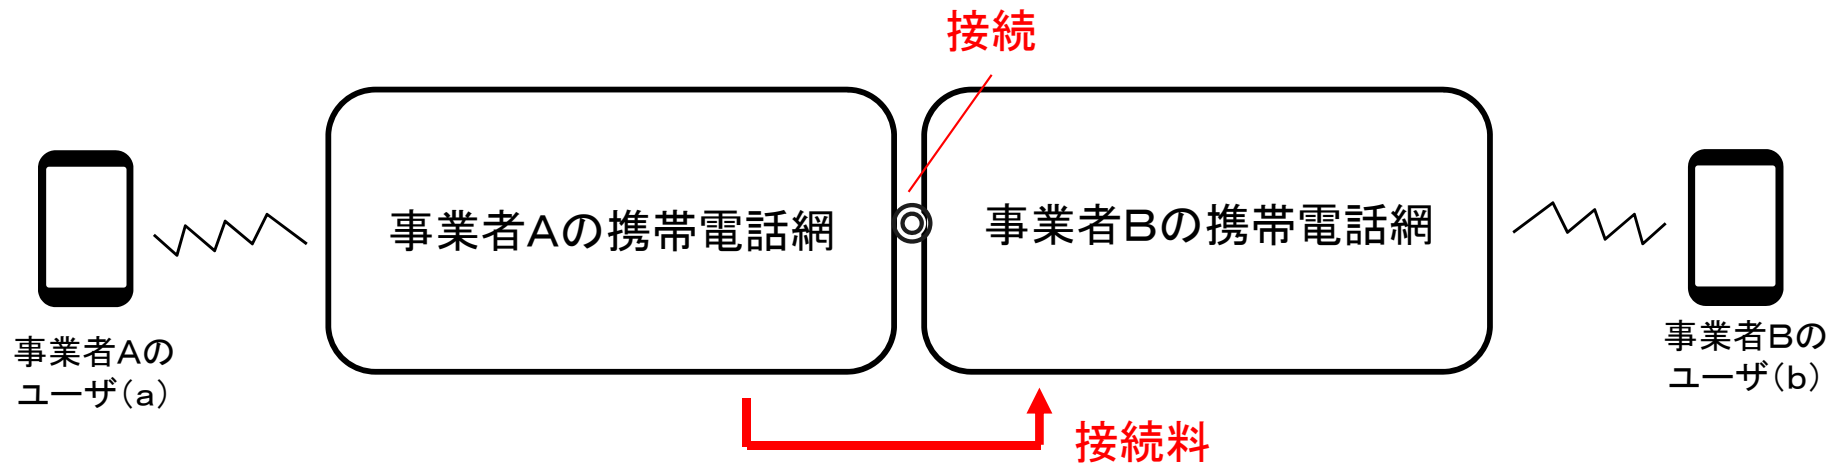 接続
事業者Aの携帯電話網
事業者Bの携帯電話網
事業者Aの
ユーザ(a)
事業者Bの
ユーザ(b)
接続料